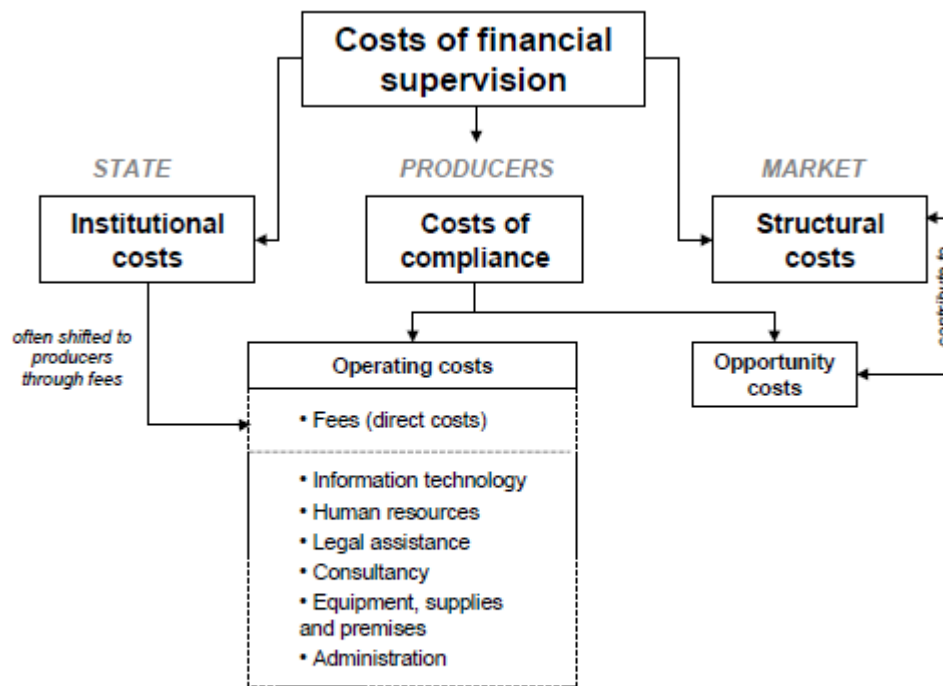 Costs of financial
supervision
STATE
PRODUCERS
MARKET
Institutional
costs
Costs of
compliance
Structural
costs
often shifted to
producers
through fees
contribute to
Operating costs
Opportunity
costs
• Fees (direct costs)
• Information technology
• Human resources
• Legal assistance
• Consultancy
• Equipment, supplies
and premises
• Administration